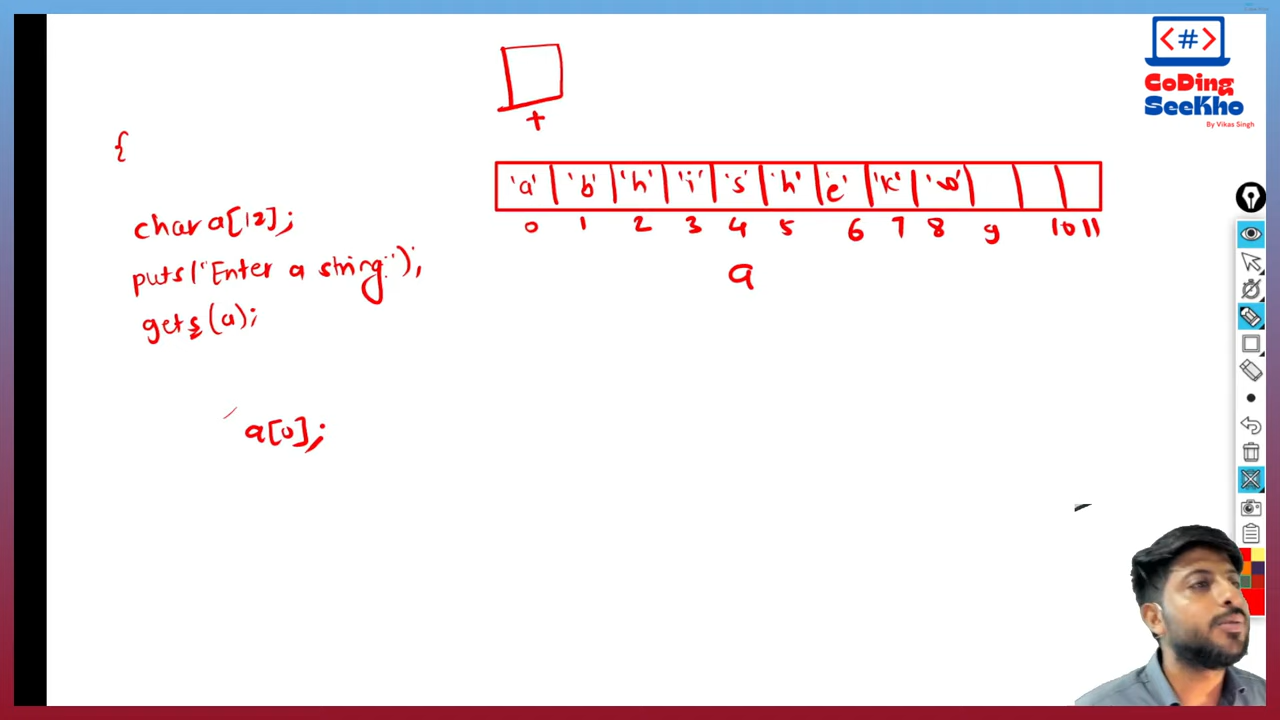 CoDing
SeeKho
By Vikas Singh
+
{
'a' 'b' 'h' 'i' 's' 'h' 'e' 'k' '\0'
0 1 2 3 4 5 6 7 8 9 10 11
a
char a[12];
puts("Enter a string:");
gets(a);
a[0];